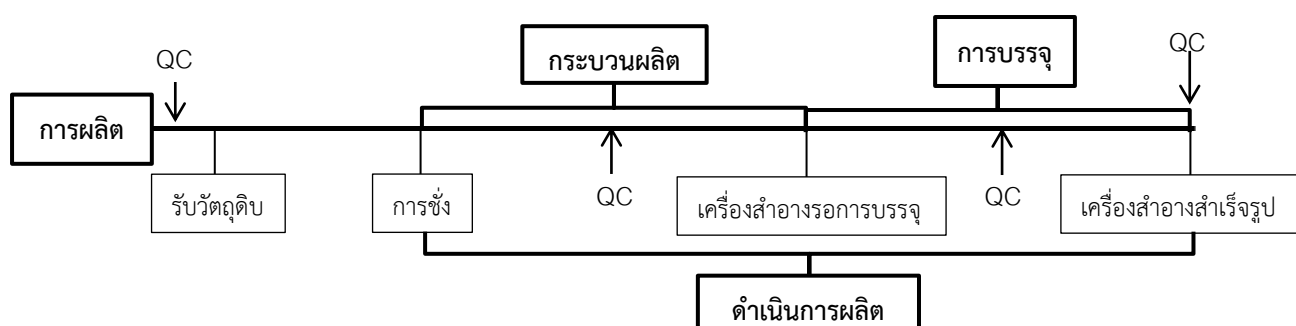 QC
กระบวนผลิต
การบรรจุ
QC
การผลิต
รับวัตถุดิบ
การชั่ง
QC
เครื่องสำอางรอการบรรจุ
QC
เครื่องสำอางสำเร็จรูป
ดำเนินการผลิต